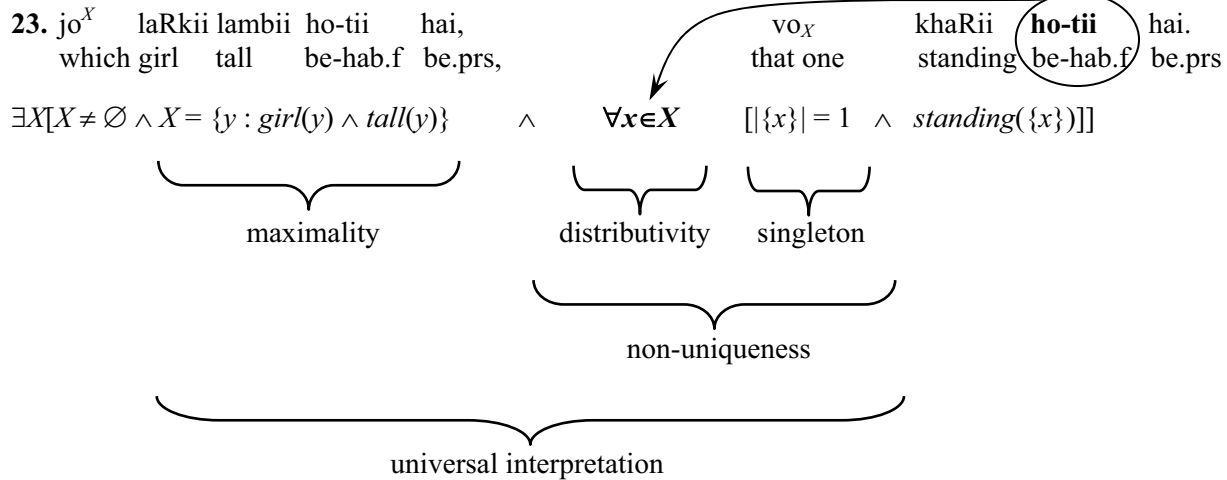 23. jo^X laRkii lambii ho-tii hai, vo_X khaRii ho-tii hai.
which girl tall be-hab.f be.prs, that one standing be-hab.f be.prs
∃X[X ≠ ∅ ∧ X = {y : girl(y) ∧ tall(y)} ∧ ∀x∈X [|{x}| = 1 ∧ standing({x})]]
maximality distributivity singleton
non-uniqueness
universal interpretation